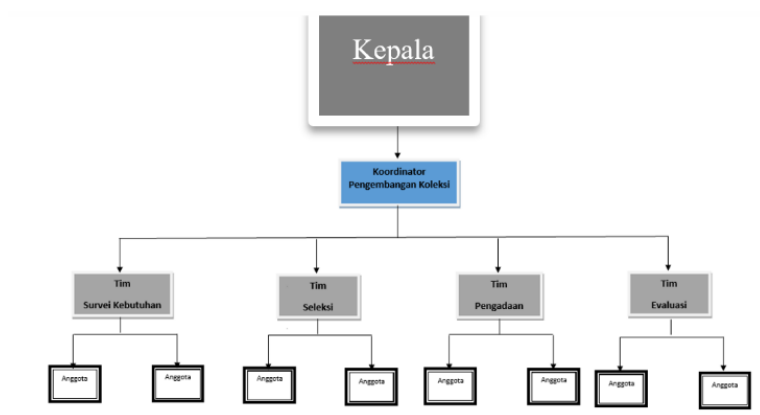 Kepala
Koordinator
Pengembangan Koleksi
Tim
Survei Kebutuhan
Tim
Seleksi
Tim
Pengadaan
Tim
Evaluasi
Anggota
Anggota
Anggota
Anggota
Anggota
Anggota
Anggota
Anggota